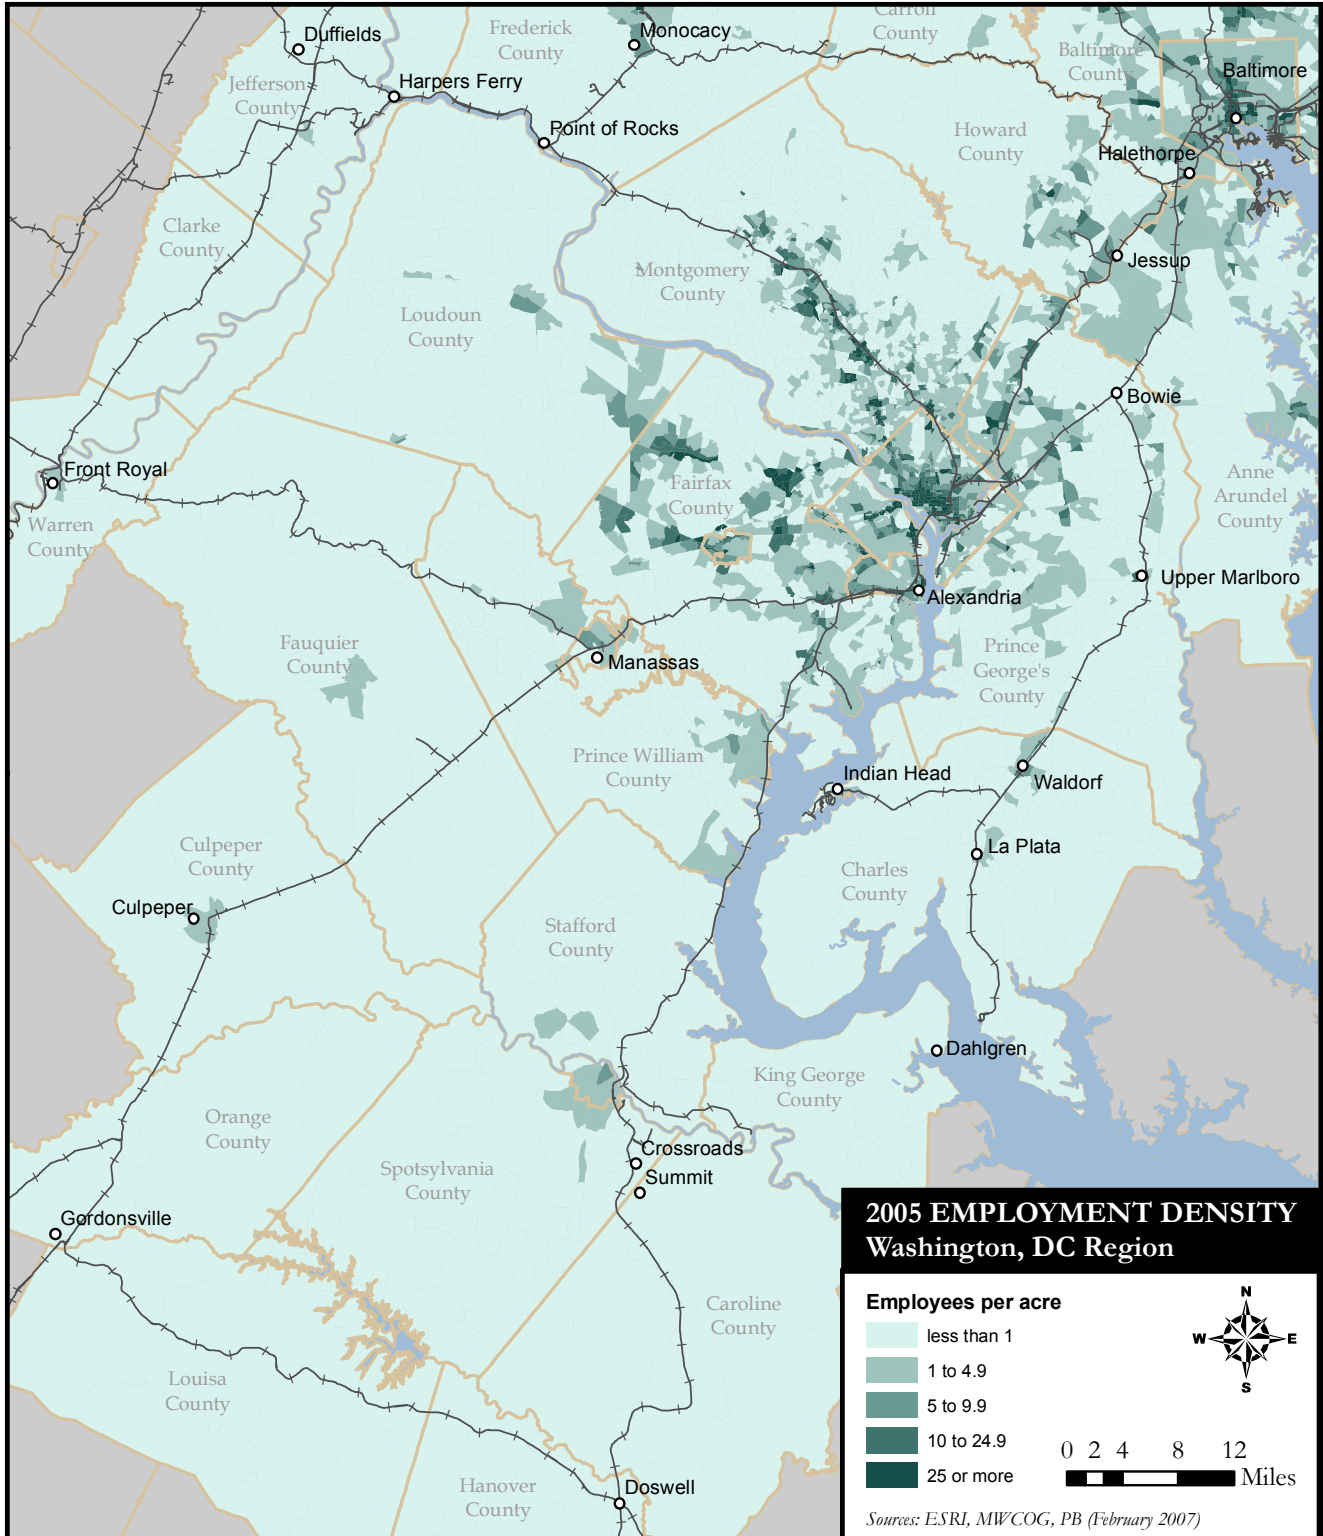 Duffields
Frederick
County
Monocacy
Carroll
County
Baltimore
County
Baltimore
Jefferson
County
Harpers Ferry
Point of Rocks
Howard
County
Halethorpe
Clarke
County
Jessup
Montgomery
County
Loudoun
County
Bowie
Front Royal
Fairfax
County
Anne
Arundel
County
Warren
County
Upper Marlboro
Alexandria
Fauquier
County
Manassas
Prince
George's
County
Prince William
County
Indian Head
Waldorf
Culpeper
County
La Plata
Charles
County
Culpeper
Stafford
County
Dahlgren
King George
County
Orange
County
Crossroads
Spotsylvania
County
Summit
Gordonsville
Caroline
County
Louisa
County
Hanover
County
Doswell
2005 EMPLOYMENT DENSITY
Washington, DC Region
Employees per acre
less than 1
1 to 4.9
5 to 9.9
10 to 24.9
25 or more
N
W E
S
0 2 4 8 12
Miles
Sources: ESRI, MWCOG, PB (February 2007)